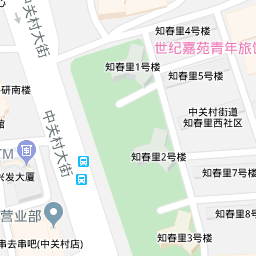 知春里4号楼
关村大街
世纪嘉苑青年旅
知春里1号楼
知春里5号楼
研南楼
中关村街道
知春里西社区
中关村大街
TM
知春里2号楼
兴发大厦
知春里7号楼
营业部
知春里8号
串去串吧(中关村店)
知春里3号楼